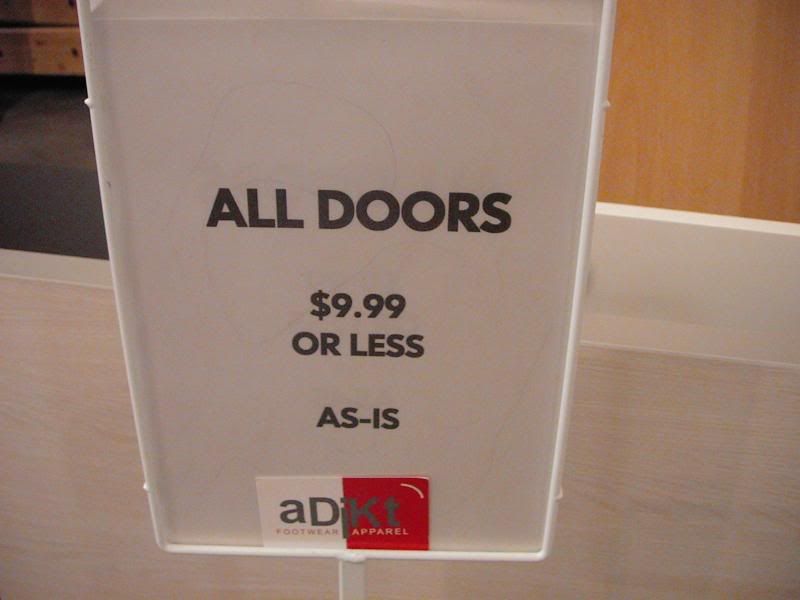 ALL DOORS
$9.99
OR LESS
AS-IS
aDiKt
FOOTWEAR APPAREL